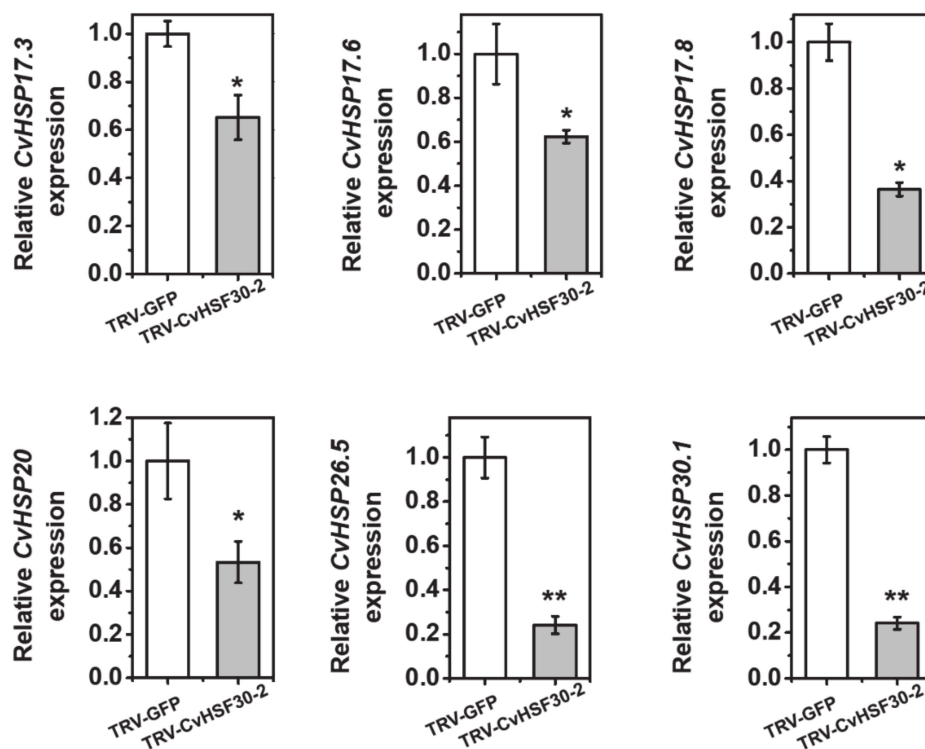 Relative CvHSP17.3
expression
1.0
0.8
0.6
0.4
0.2
0.0
*
TRV-GFP
TRV-CvHSF30-2
Relative CvHSP17.6
expression
1.0
0.8
0.6
0.4
0.2
0.0
*
TRV-GFP
TRV-CvHSF30-2
Relative CvHSP17.8
expression
1.0
0.8
0.6
0.4
0.2
0.0
*
TRV-GFP
TRV-CvHSF30-2
Relative CvHSP20
expression
1.2
1.0
0.8
0.6
0.4
0.2
0.0
*
TRV-GFP
TRV-CvHSF30-2
Relative CvHSP26.5
expression
1.0
0.8
0.6
0.4
0.2
0.0
**
TRV-GFP
TRV-CvHSF30-2
Relative CvHSP30.1
expression
1.0
0.8
0.6
0.4
0.2
0.0
**
TRV-GFP
TRV-CvHSF30-2